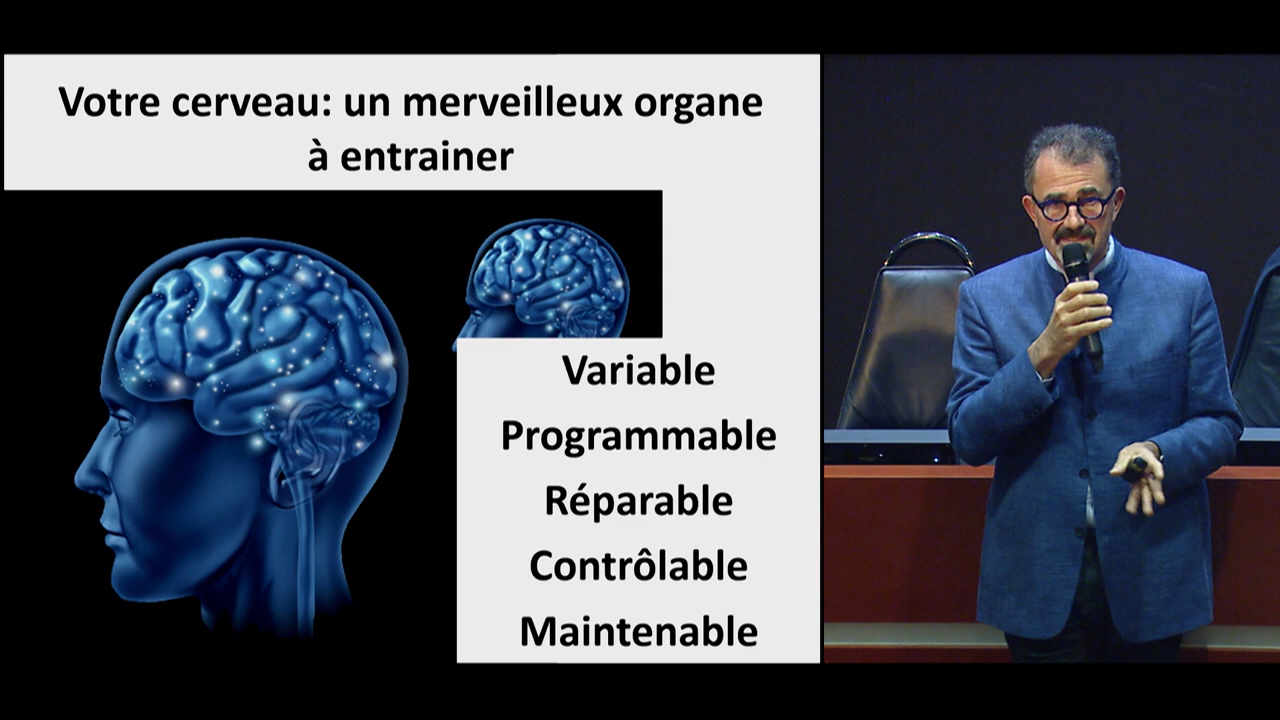 Votre cerveau: un merveilleux organe
à entrainer
Variable
Programmable
Réparable
Contrôlable
Maintenable